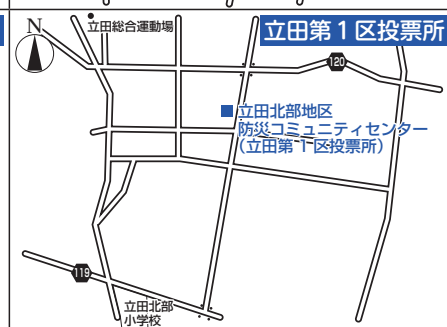 N
立田総合運動場
立田第1区投票所
120
立田北部地区
防災コミュニティセンター
(立田第1区投票所)
119
立田北部
小学校